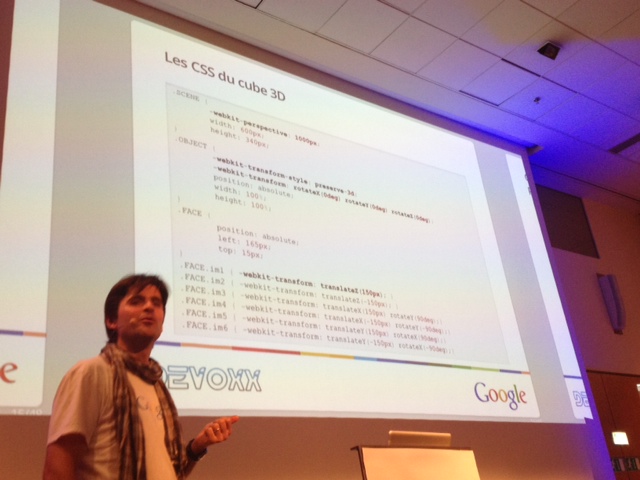 Les CSS du cube 3D
.SCENE {
-webkit-perspective: 1000px;
width: 600px;
height: 345px;
}
.OBJECT {
-webkit-transform-style: preserve-3d;
-webkit-transform: rotateX(0deg) rotateY(0deg) rotateZ(0deg);
position: absolute;
width: 100%;
height: 100%;
}
.FACE {
position: absolute;
left: 165px;
top: 15px;
}
.FACE.im1 { -webkit-transform: translateZ(150px); }
.FACE.im2 { -webkit-transform: translateZ(-150px); }
.FACE.im3 { -webkit-transform: translateX(150px) rotateY(90deg); }
.FACE.im4 { -webkit-transform: translateX(-150px) rotateY(-90deg); }
.FACE.im5 { -webkit-transform: translateY(150px) rotateX(-90deg); }
.FACE.im6 { -webkit-transform: translateY(-150px) rotateX(90deg); }
DEVOXX
Google